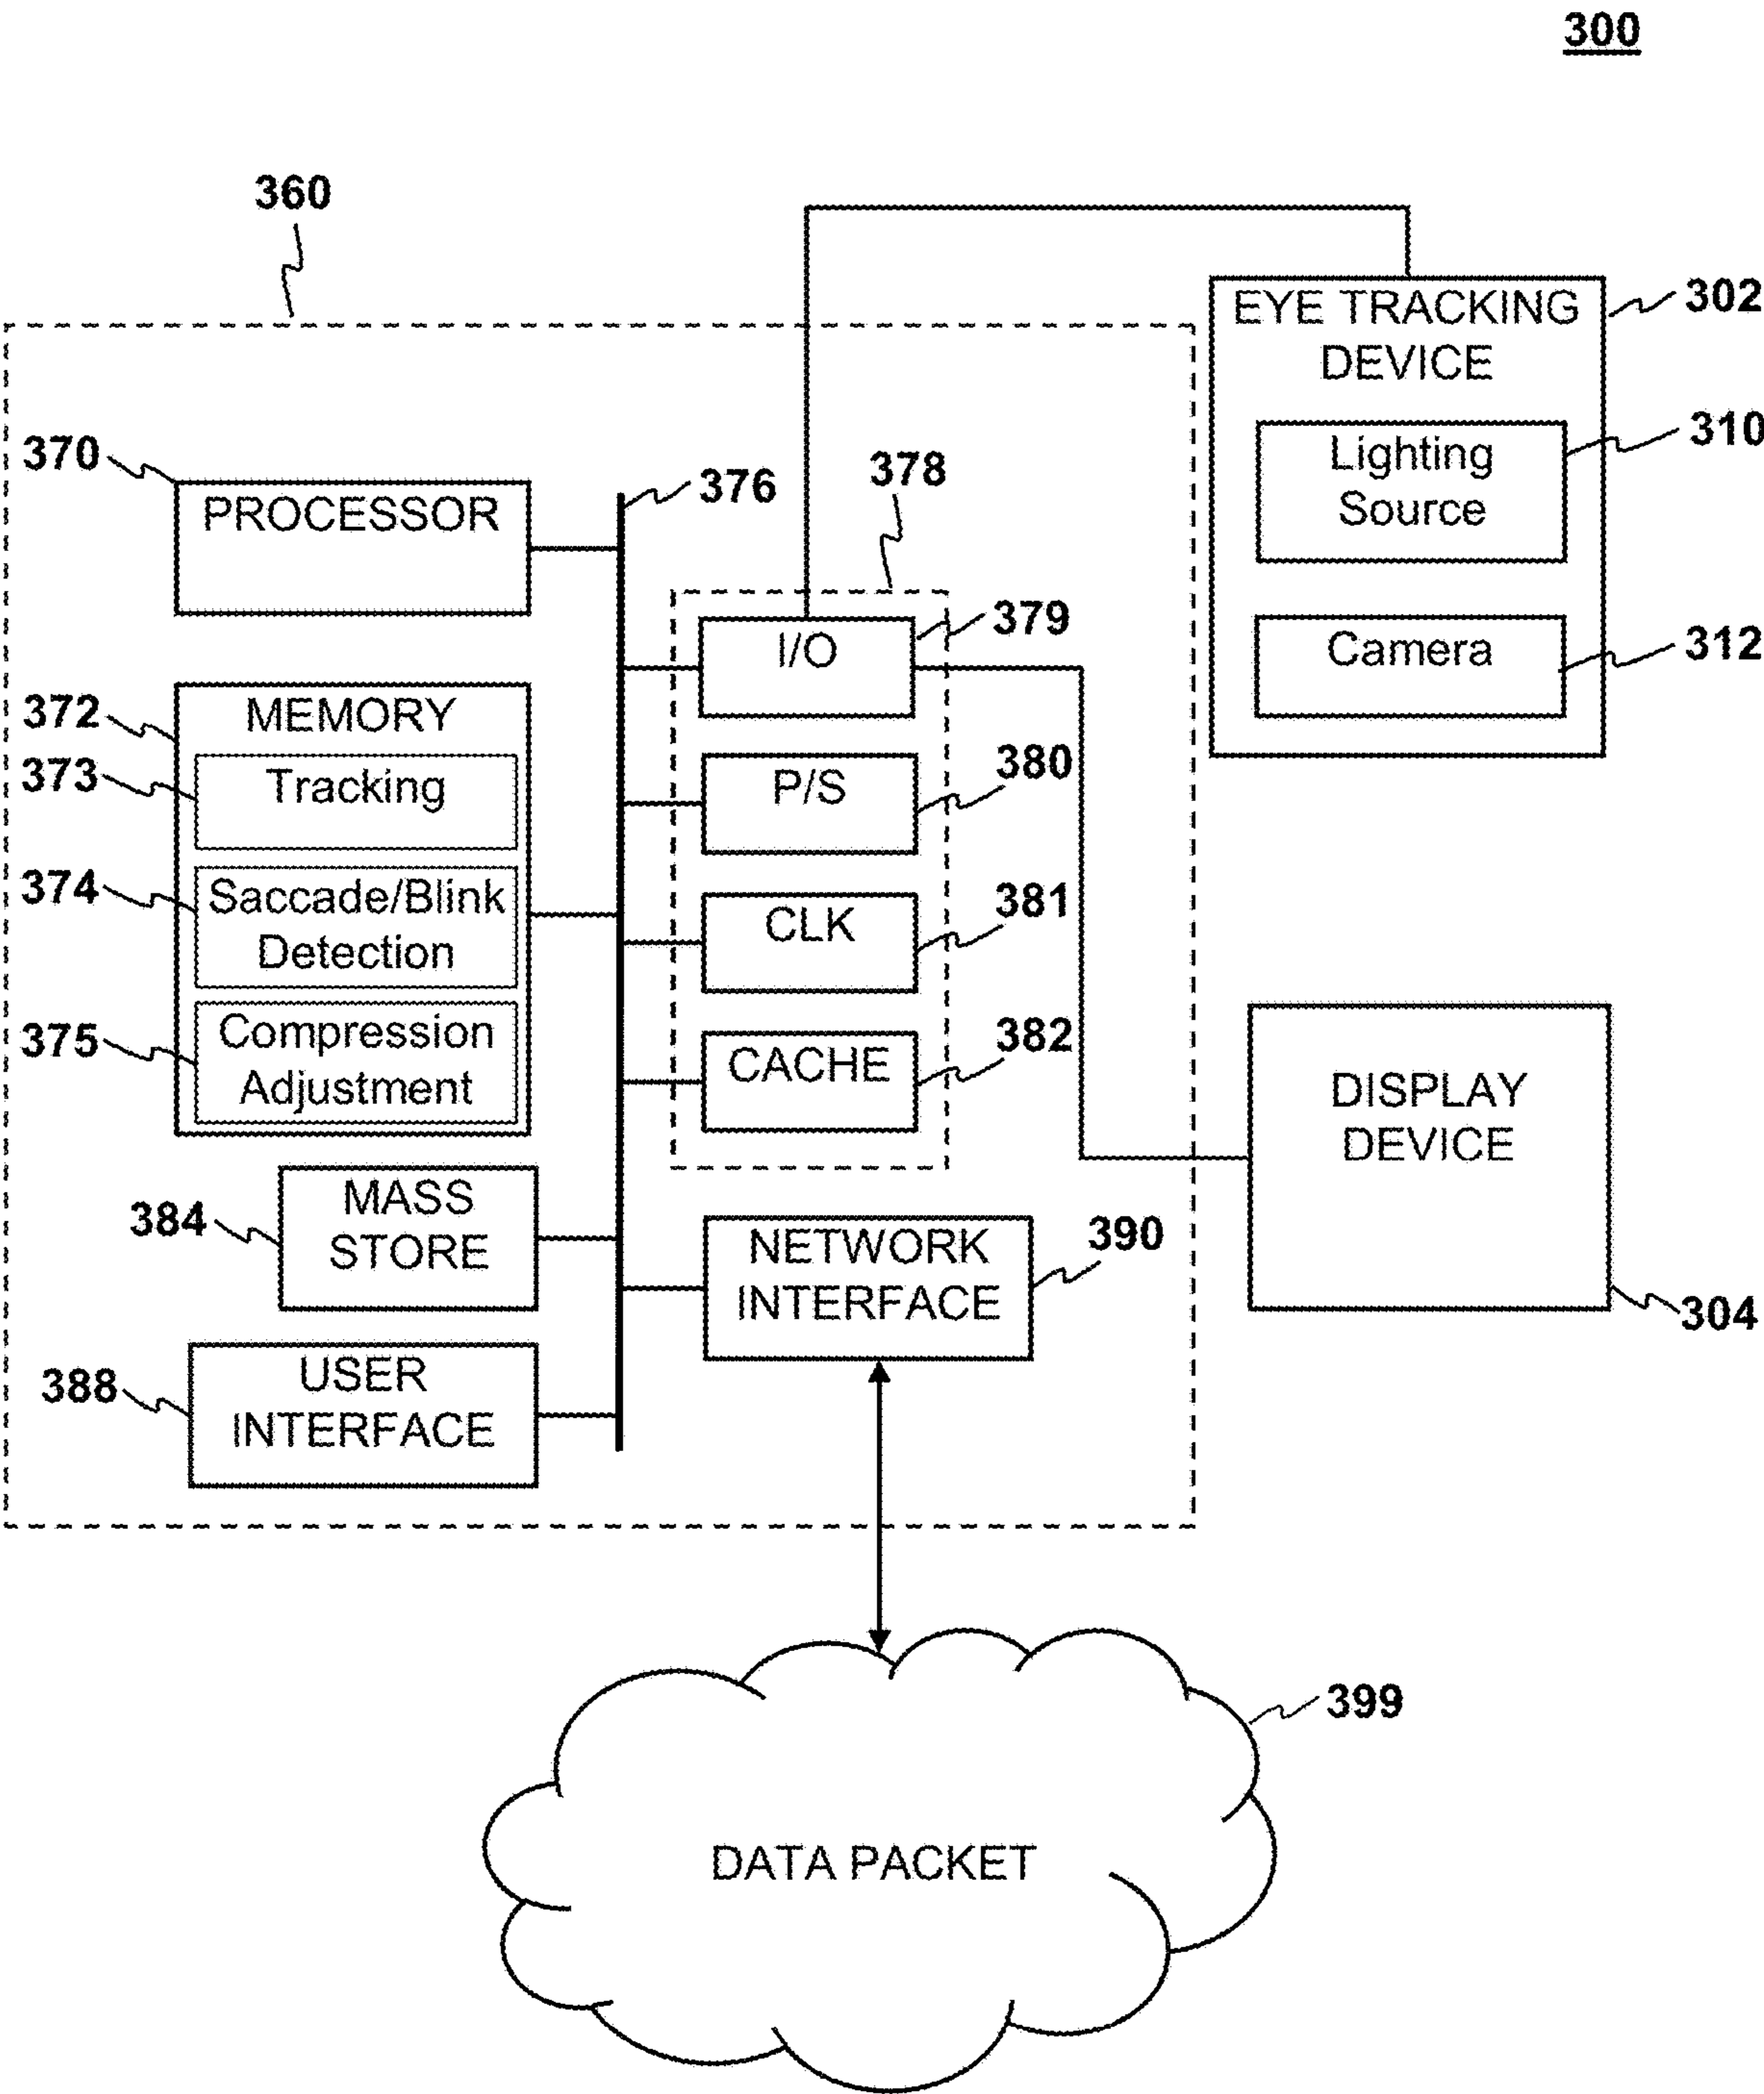 300
360
EYE TRACKING
DEVICE
302
Lighting
Source
310
Camera
312
370
PROCESSOR
376
378
I/O
379
372
MEMORY
373
Tracking
374
Saccade/Blink
Detection
375
Compression
Adjustment
P/S
380
CLK
381
CACHE
382
DISPLAY
DEVICE
304
384
MASS
STORE
NETWORK
INTERFACE
390
388
USER
INTERFACE
399
DATA PACKET